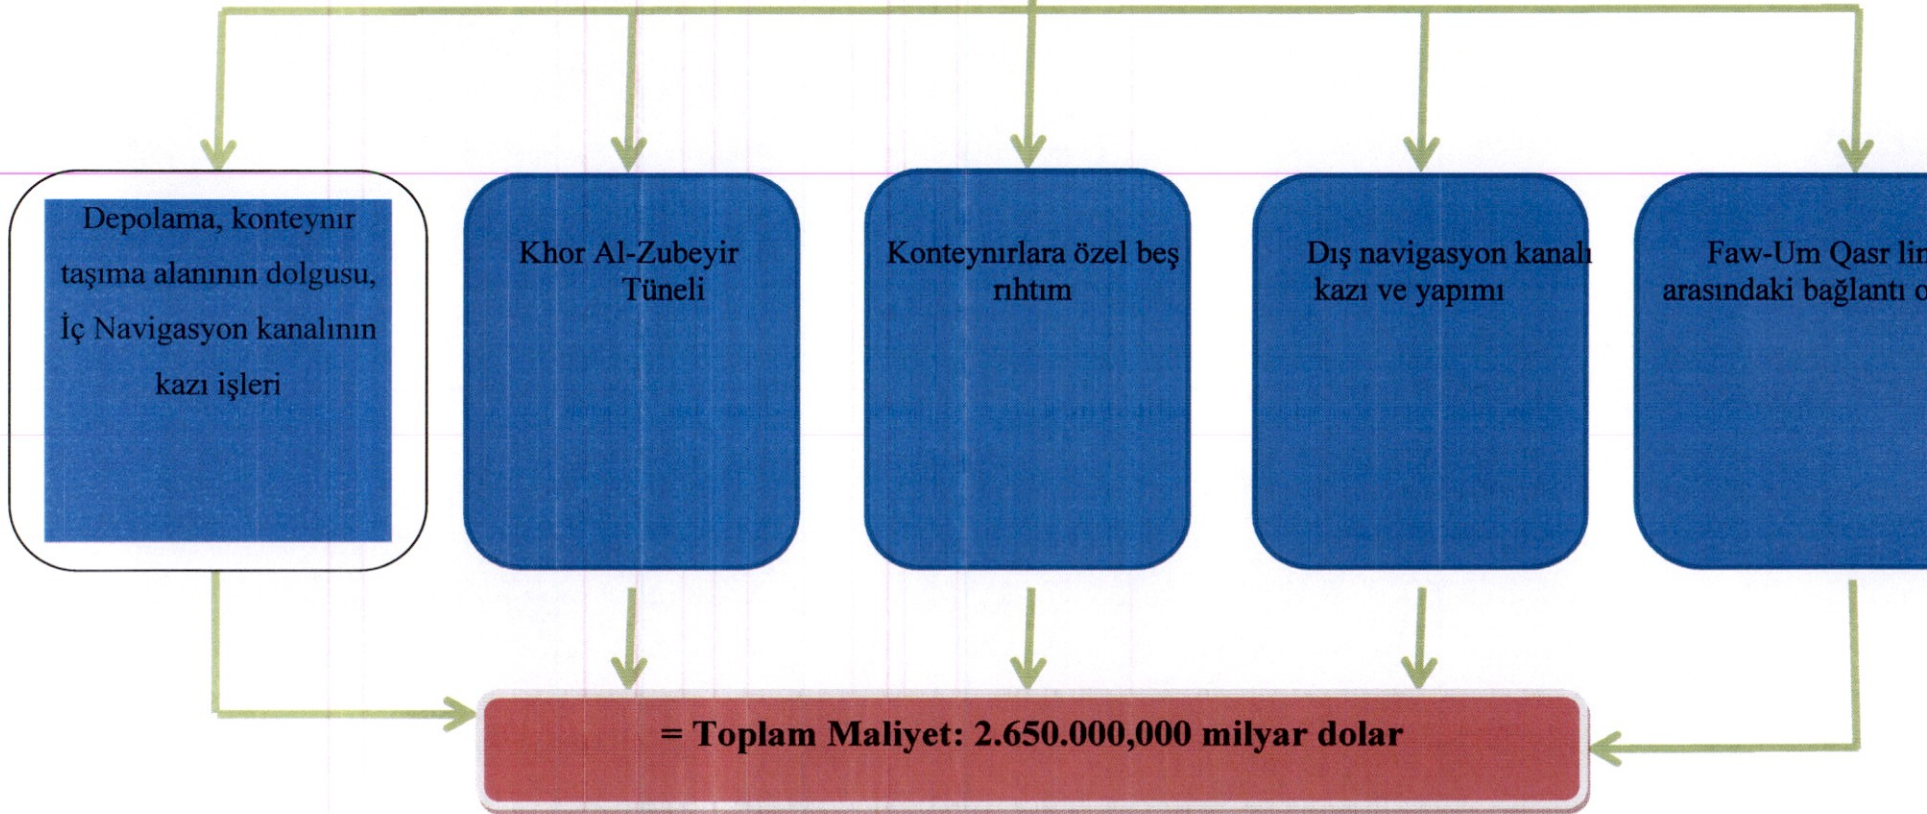 Depolama, konteynır
taşıma alanının dolgusu,
İç Navigasyon kanalının
kazı işleri
Khor Al-Zubeyir
Tüneli
Konteynırlara özel beş
rıhtım
Dış navigasyon kanalı
kazı ve yapımı
Faw-Um Qasr
arasındaki bağlantı
= Toplam Maliyet: 2.650.000,000 milyar dolar